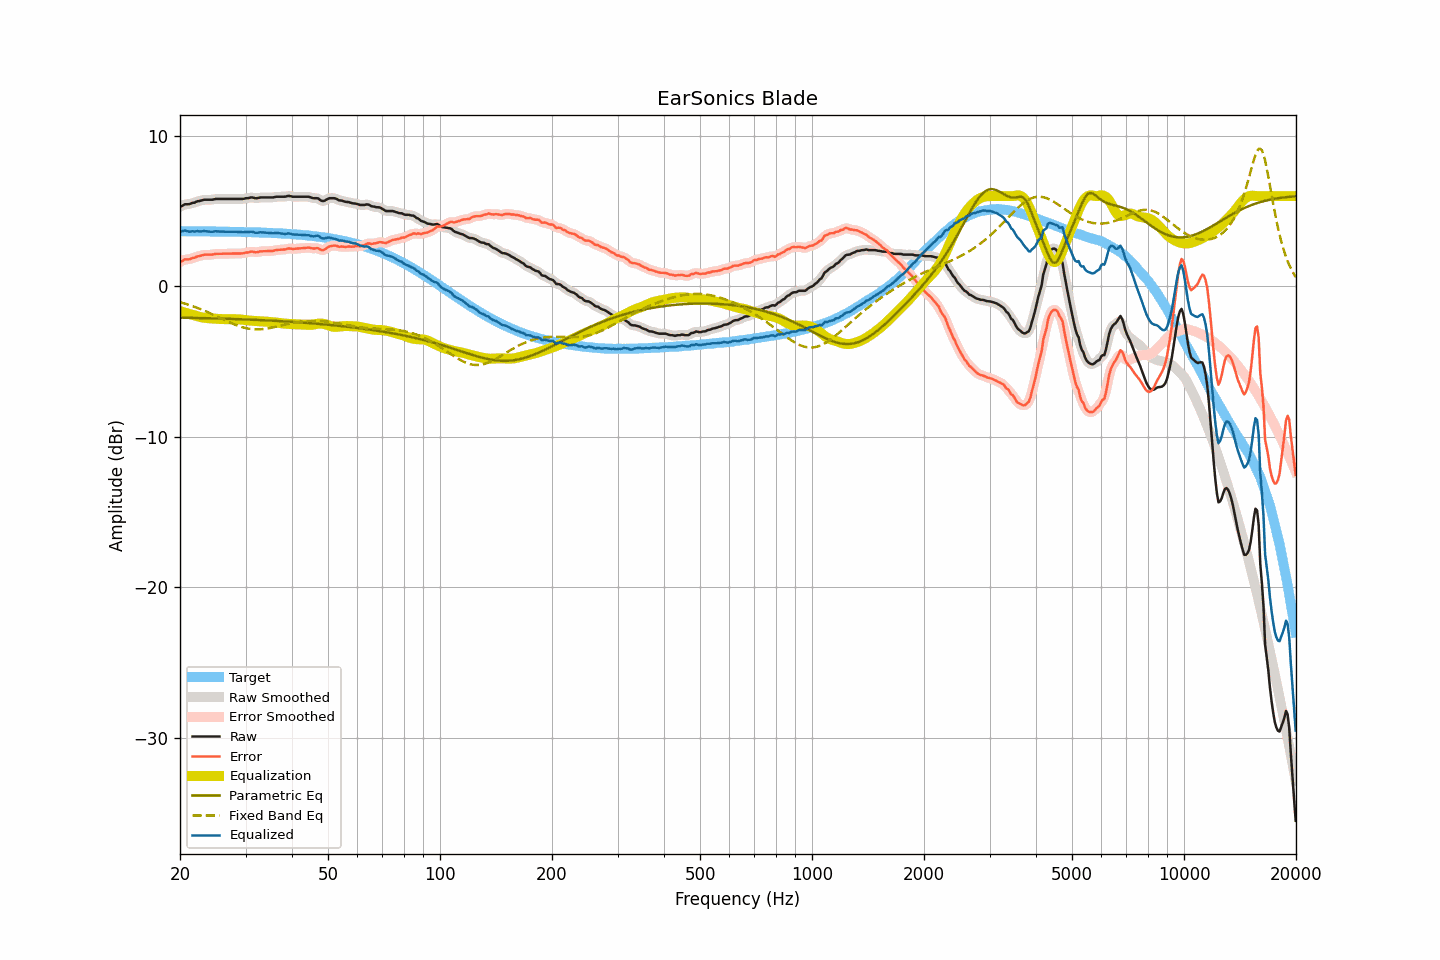 EarSonics Blade
10
0
−10
−20
−30
Amplitude (dBr)
Target
Raw Smoothed
Error Smoothed
Raw
Error
Equalization
Parametric Eq
Fixed Band Eq
Equalized
20 50 100 200 500 1000 2000 5000 10000 20000
Frequency (Hz)